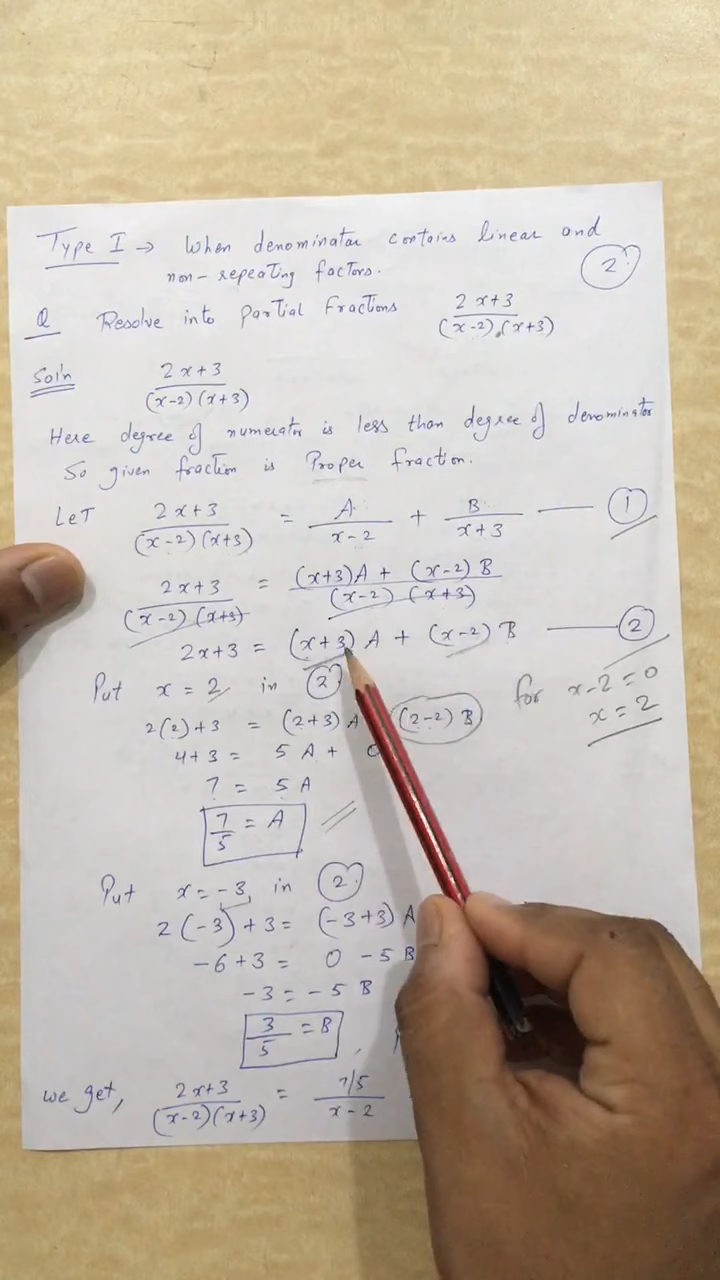 Type I → When denominator contains linear and
non-repeating factors.
2
Q Resolve into Partial Fractions (2x+3)/((x-2).(x+3))
Sol'n (2x+3)/((x-2)(x+3))
Here degree of numerator is less than degree of denominator
So given fraction is Proper fraction.
LeT (2x+3)/((x-2)(x+3)) = A/(x-2) + B/(x+3) — 1
(2x+3)/((x-2)(x+3)) = ((x+3)A + (x-2)B)/((x-2)(x+3))
2x+3 = (x+3)A + (x-2)B — 2
Put x = 2 in 2
for x-2=0
x=2
2(2)+3 = (2+3)A (2-2)B
4+3 = 5A + 0
7 = 5A
7/5 = A
Put x=-3 in 2
2(-3)+3 = (-3+3)A
-6+3 = 0 -5B
-3 = -5B
3/5 = B ,
we get, (2x+3)/((x-2)(x+3)) = (7/5)/(x-2)